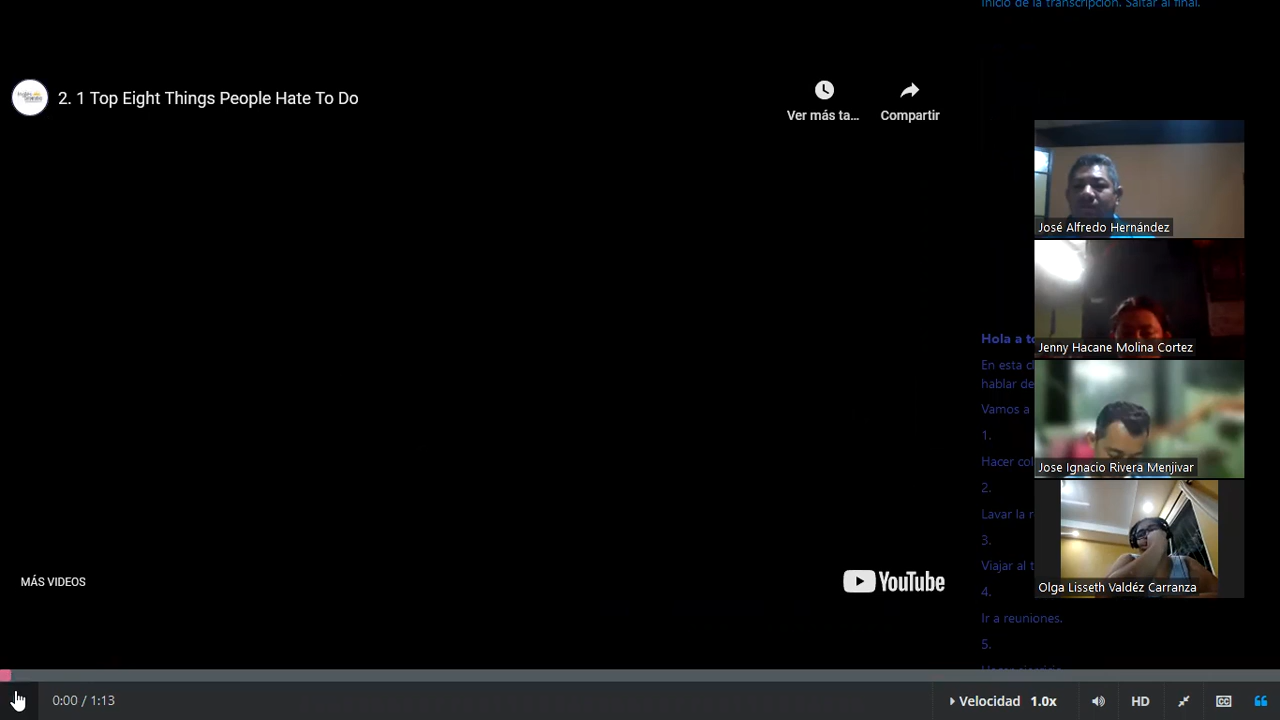 Inicio de la transcripción. Saltar al final.
2. 1 Top Eight Things People Hate To Do
Ver más ta...
Compartir
José Alfredo Hernández
Hola a
Jenny Hacane Molina Cortez
En esta
hablar de
Vamos a
1.
Hacer
Jose Ignacio Rivera Menjivar
2.
Lavar la
3.
Viajar al
MÁS VIDEOS
YouTube
4.
Olga Lisseth Valdéz Carranza
Ir a reuniones.
5.
0:00 / 1:13
Velocidad 1.0x
HD
CC